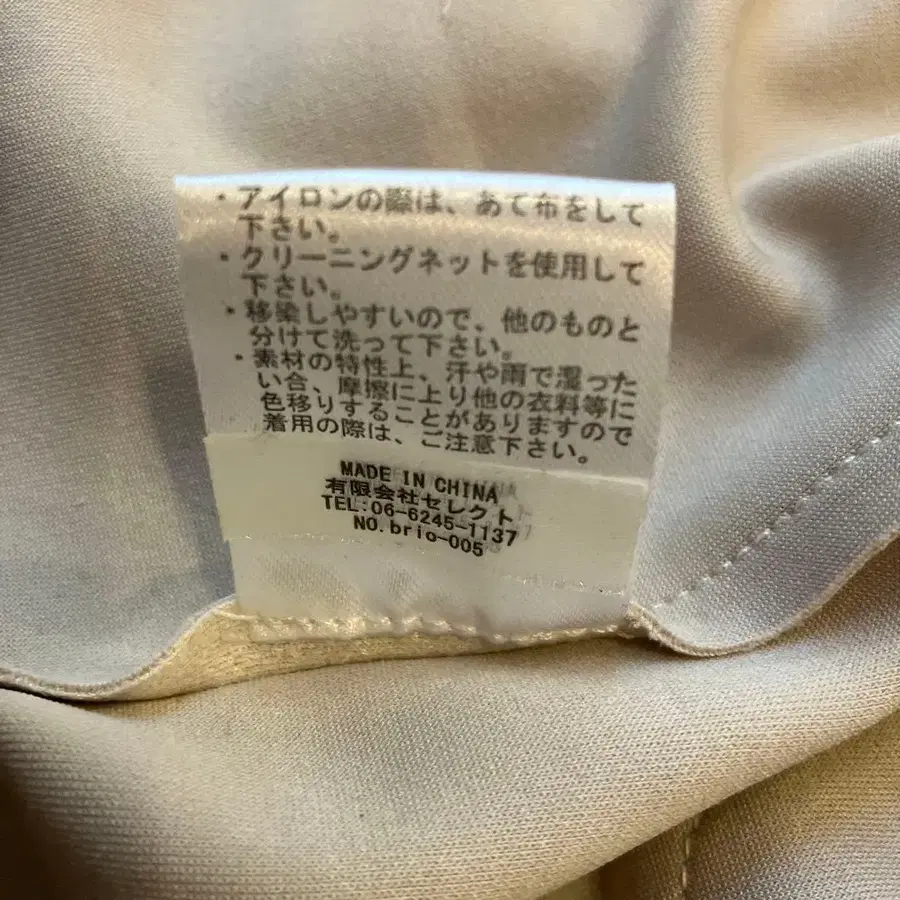 ・アイロンの際は、あて布をして
下さい。
・クリーニングネットを使用して
下さい。
・移染しやすいので、他のものと
分けて洗って下さい。
・素材の特性上、汗や雨で湿った
い合、摩擦に上り他の衣料等に
色移りすることがありますので
着用の際は、ご注意下さい。
MADE IN CHINA
有限会社セレクト
TEL:06-6245-1137
NO.brio-005